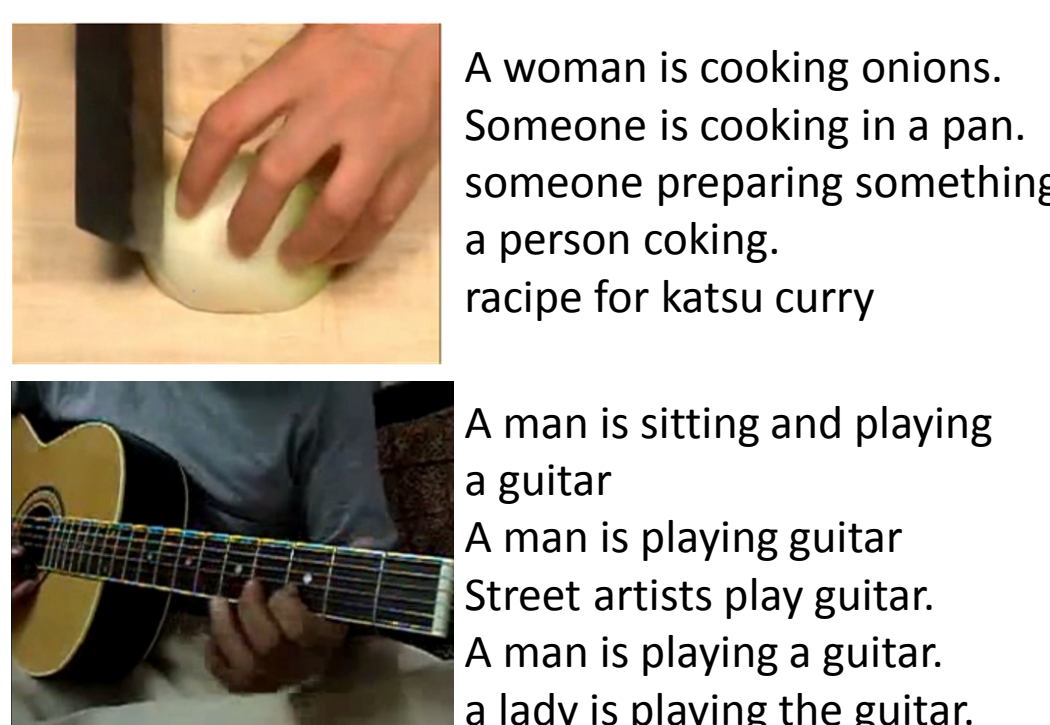 A woman is cooking onions.
Someone is cooking in a pan.
someone preparing something
a person coking.
racipe for katsu curry
A man is sitting and playing
a guitar
A man is playing guitar
Street artists play guitar.
A man is playing a guitar.
a lady is playing the guitar.